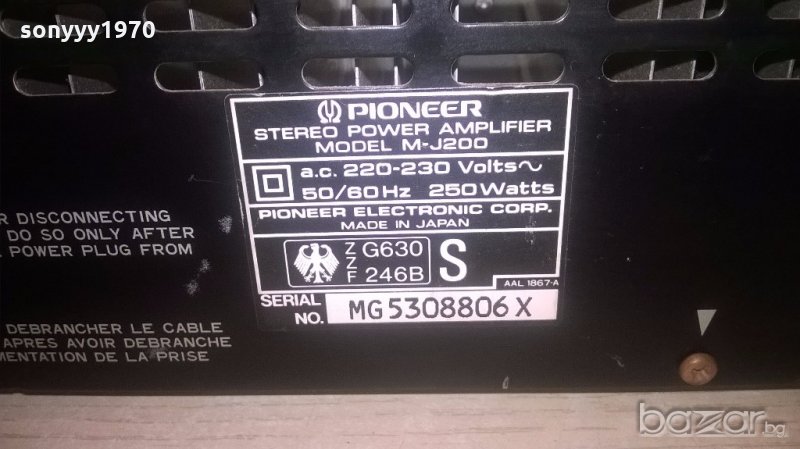 sonyyy1970
PIONEER
STEREO POWER AMPLIFIER
MODEL M-J200
a.c. 220-230 Volts~
50/60Hz 250Watts
PIONEER ELECTRONIC CORP.
MADE IN JAPAN
ZZF G630
246B
S
AAL 1867-A
SERIAL
NO. MG5308806X
DISCONNECTING
DO SO ONLY AFTER
POWER PLUG FROM
DEBRANCHER LE CABLE
APRES AVOIR DEBRANCHE
MENTATION DE LA PRISE
bazar.bg